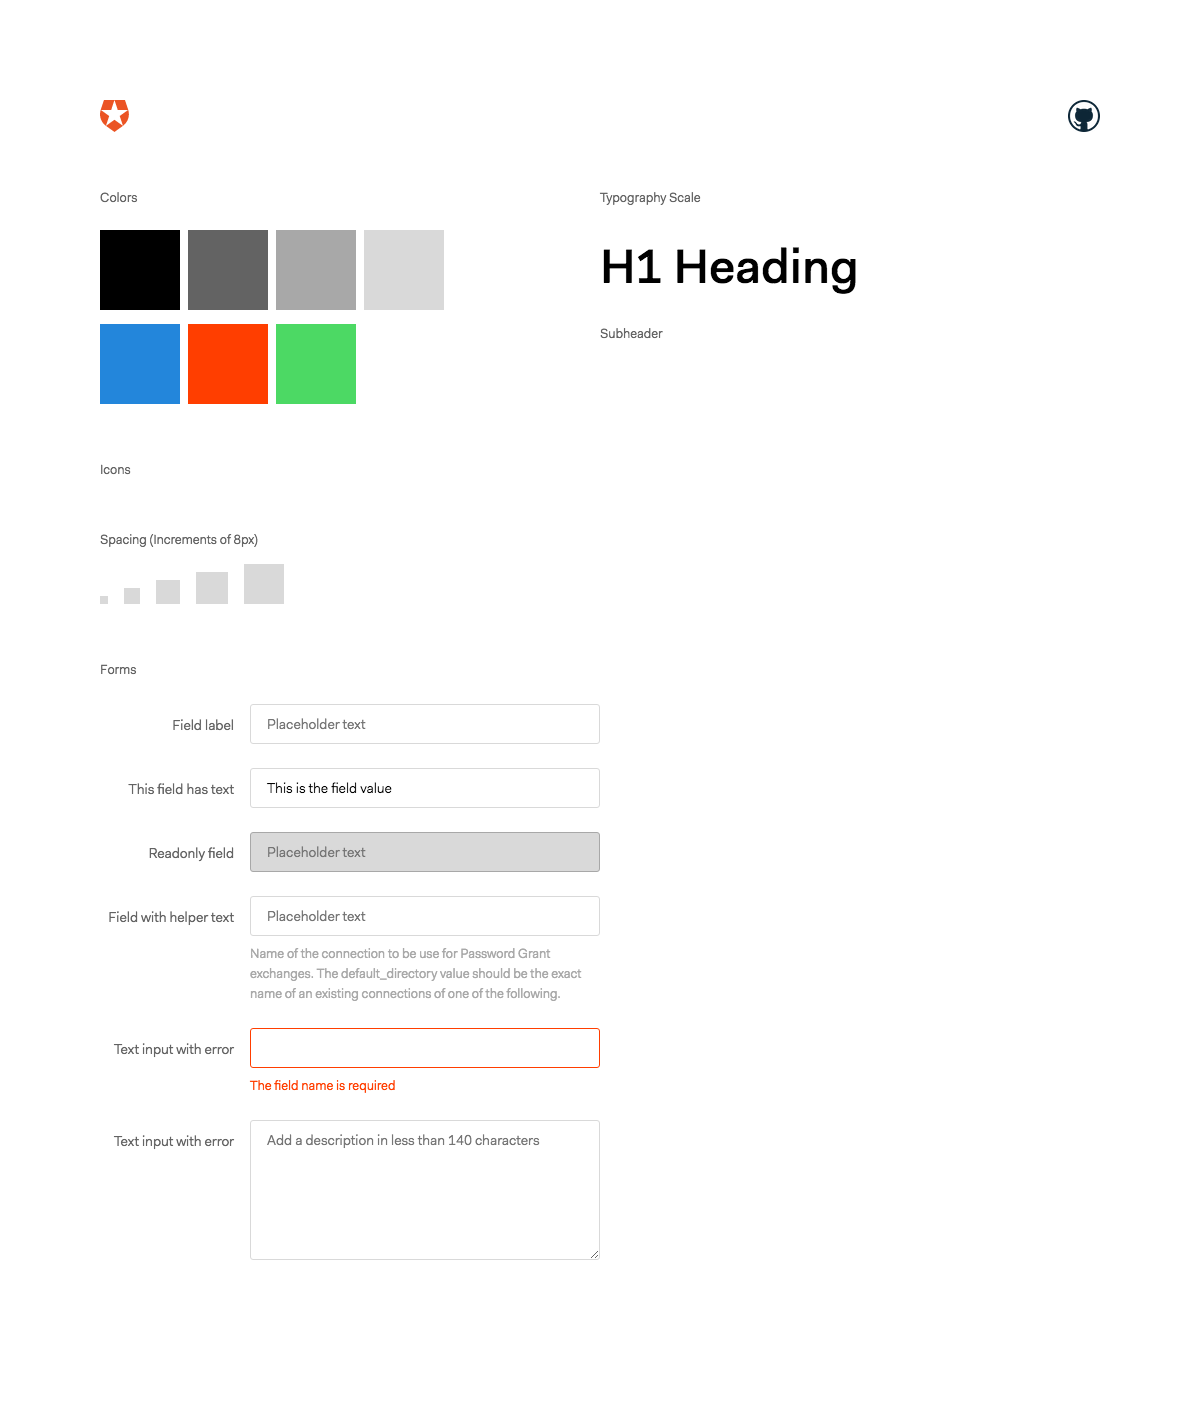 Colors
Typography Scale
H1 Heading
Subheader
Icons
Spacing (Increments of 8px)
Forms
Field label
Placeholder text
This field has text
This is the field value
Readonly field
Placeholder text
Field with helper text
Placeholder text
Name of the connection to be use for Password Grant
exchanges. The default_directory value should be the exact
name of an existing connections of one of the following.
Text input with error
The field name is required
Text input with error
Add a description in less than 140 characters